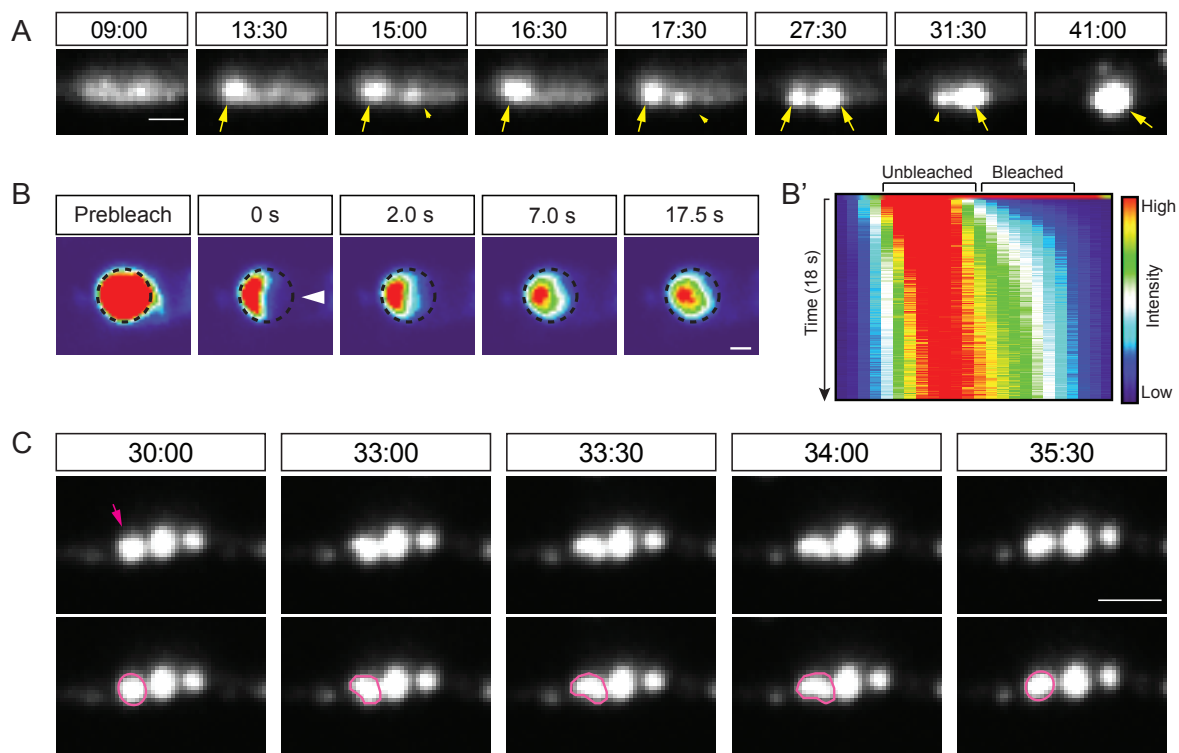 A
09:00 13:30 15:00 16:30 17:30 27:30 31:30 41:00
B
Prebleach 0 s 2.0 s 7.0 s 17.5 s
B'
Unbleached Bleached
Time (18 s)
High
Intensity
Low
C
30:00 33:00 33:30 34:00 35:30